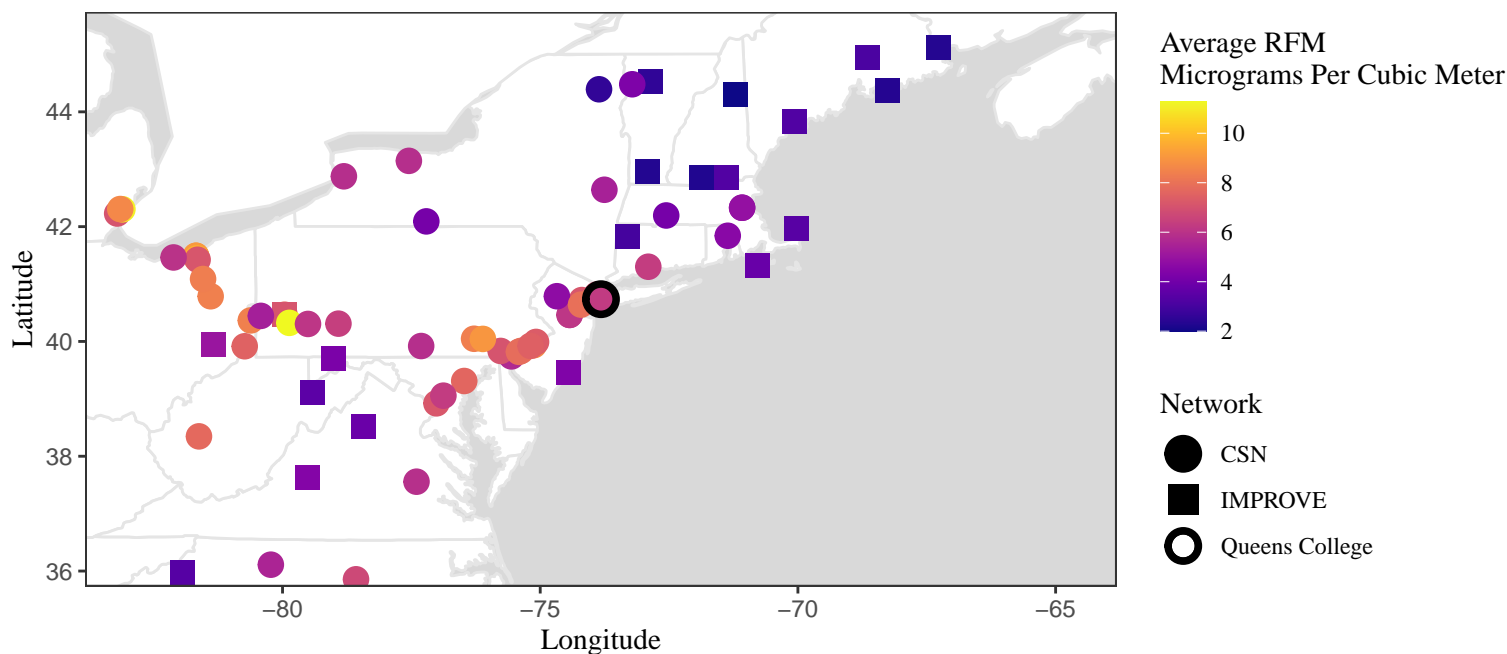 Average RFM
Micrograms Per Cubic Meter
10
8
6
4
2
Network
CSN
IMPROVE
Queens College
Latitude
44
42
40
38
36
−80
−75
−70
−65
Longitude